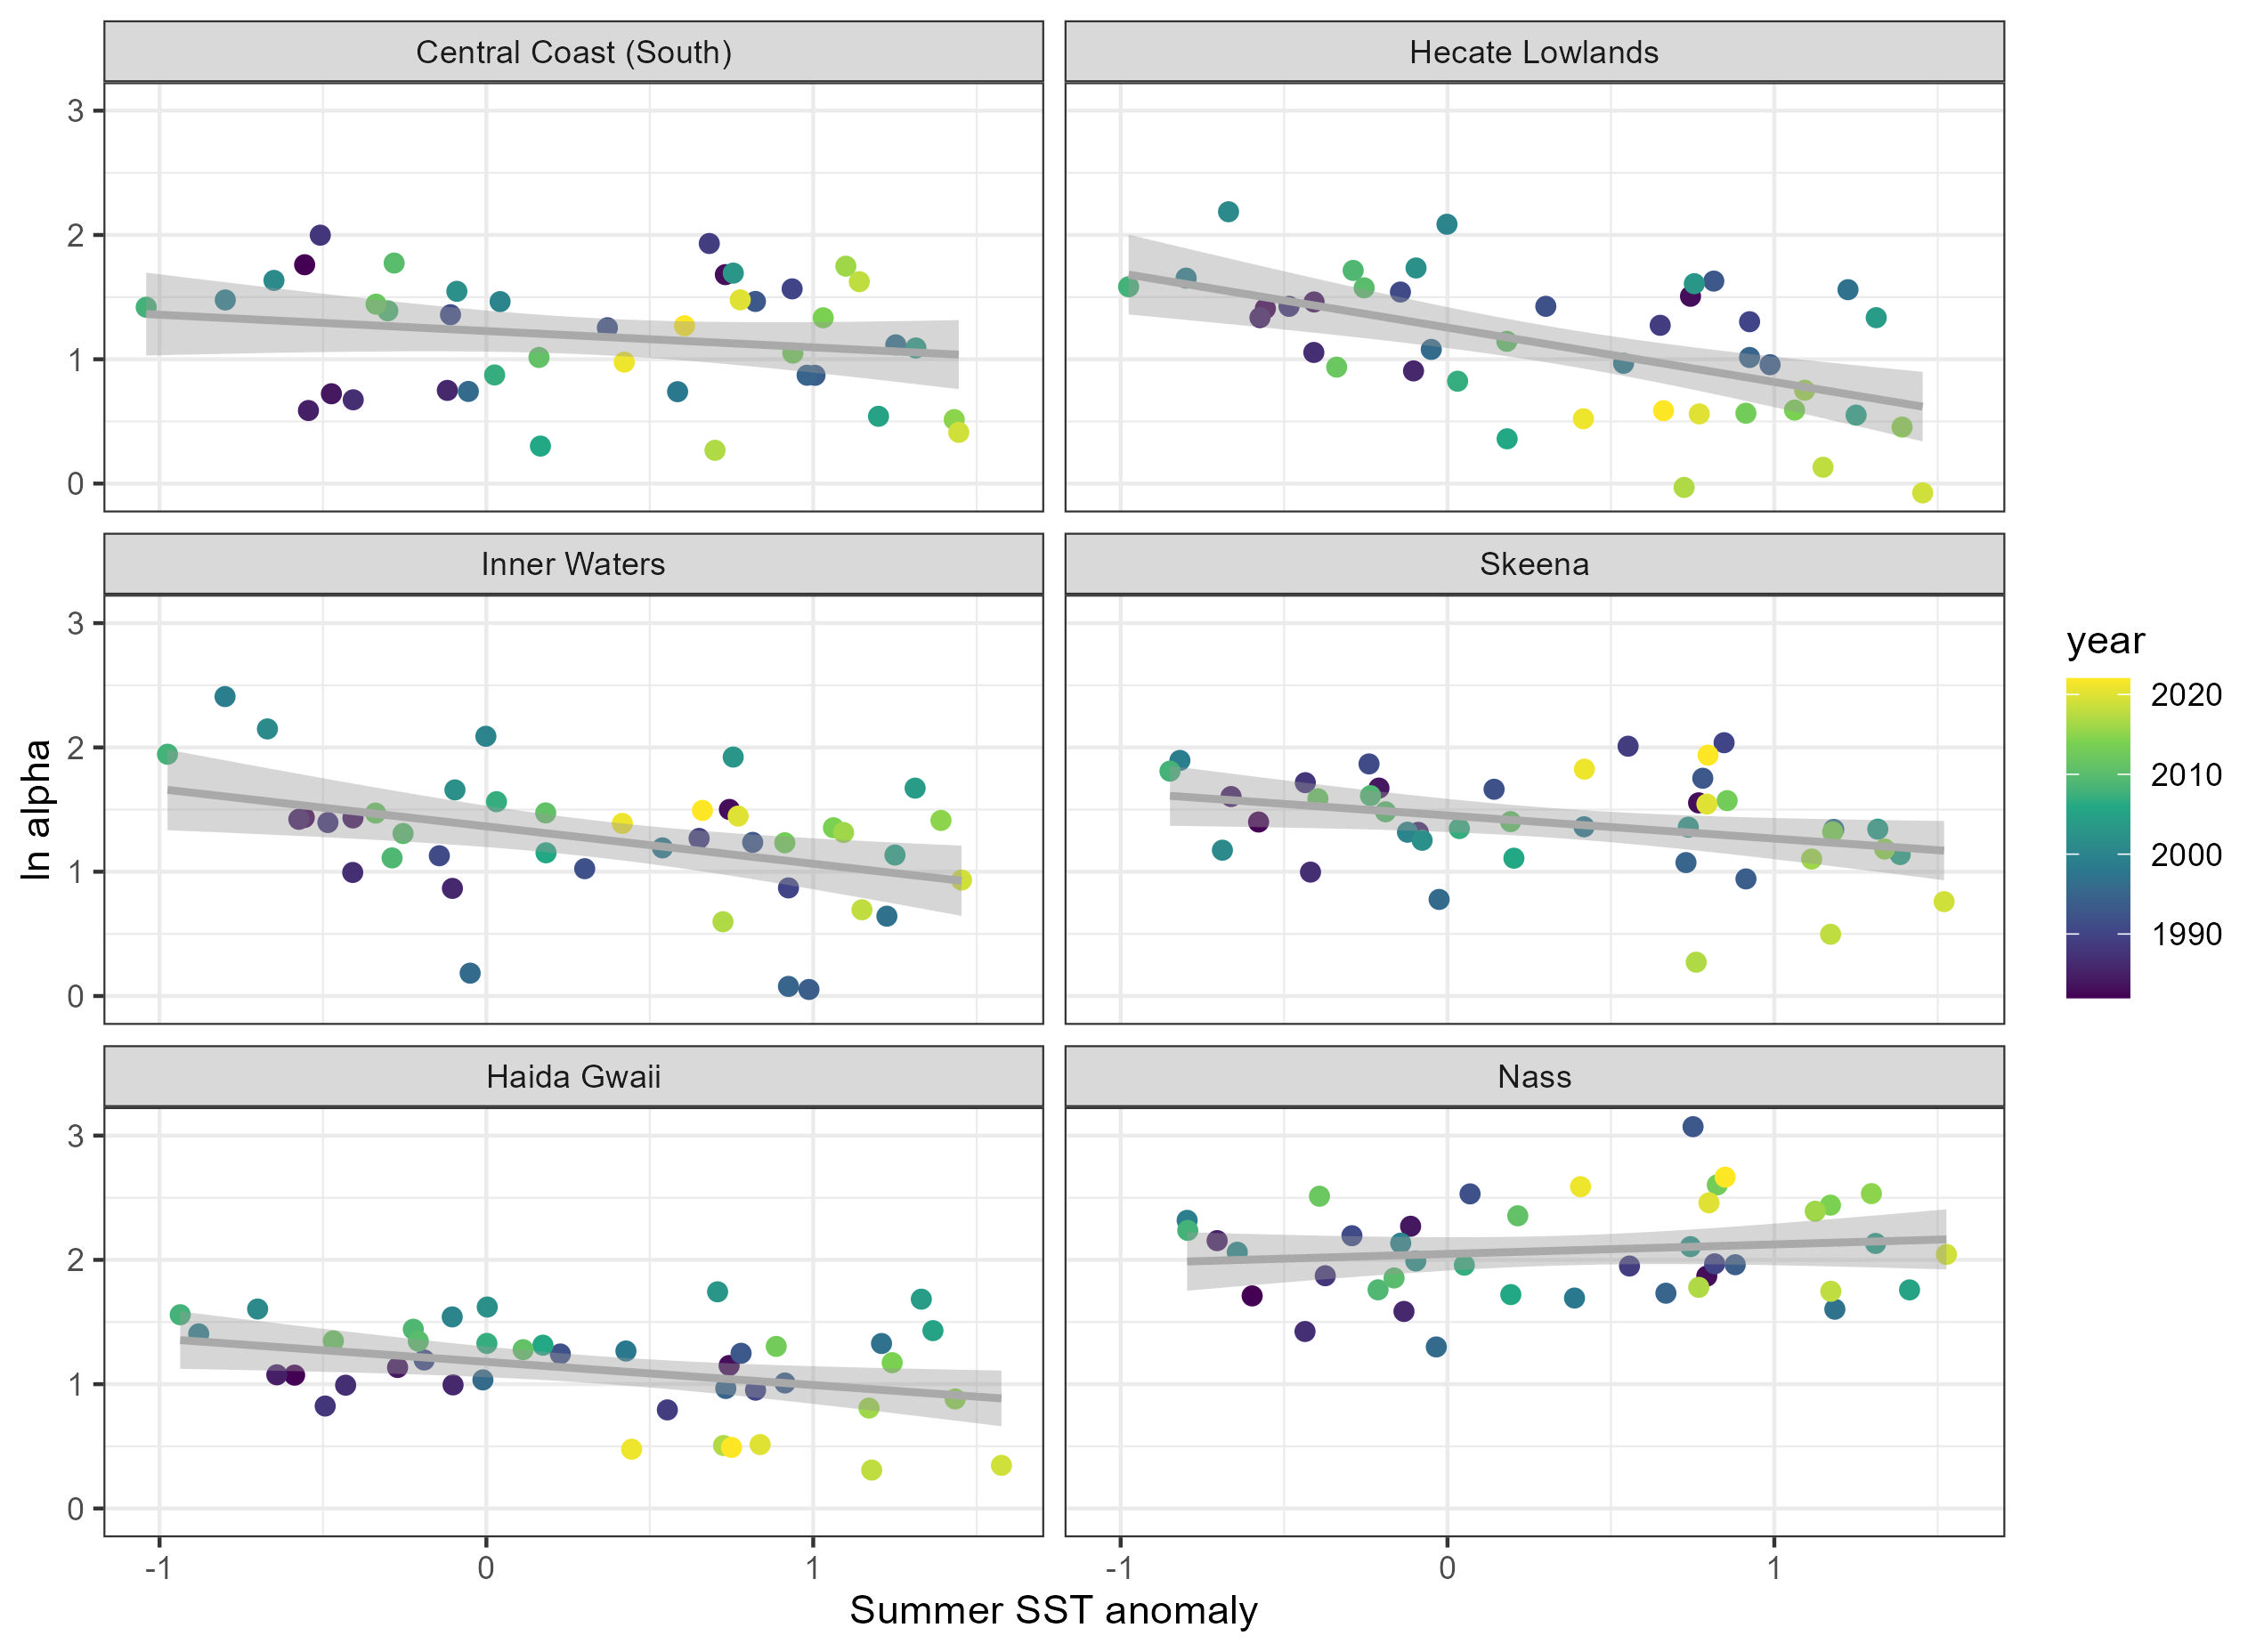 Central Coast (South)
Hecate Lowlands
3
2
1
0
Inner Waters
Skeena
3
2
1
0
Haida Gwaii
Nass
3
2
1
0
-1
0
1
-1
0
1
Summer SST anomaly
ln alpha
year
2020
2010
2000
1990